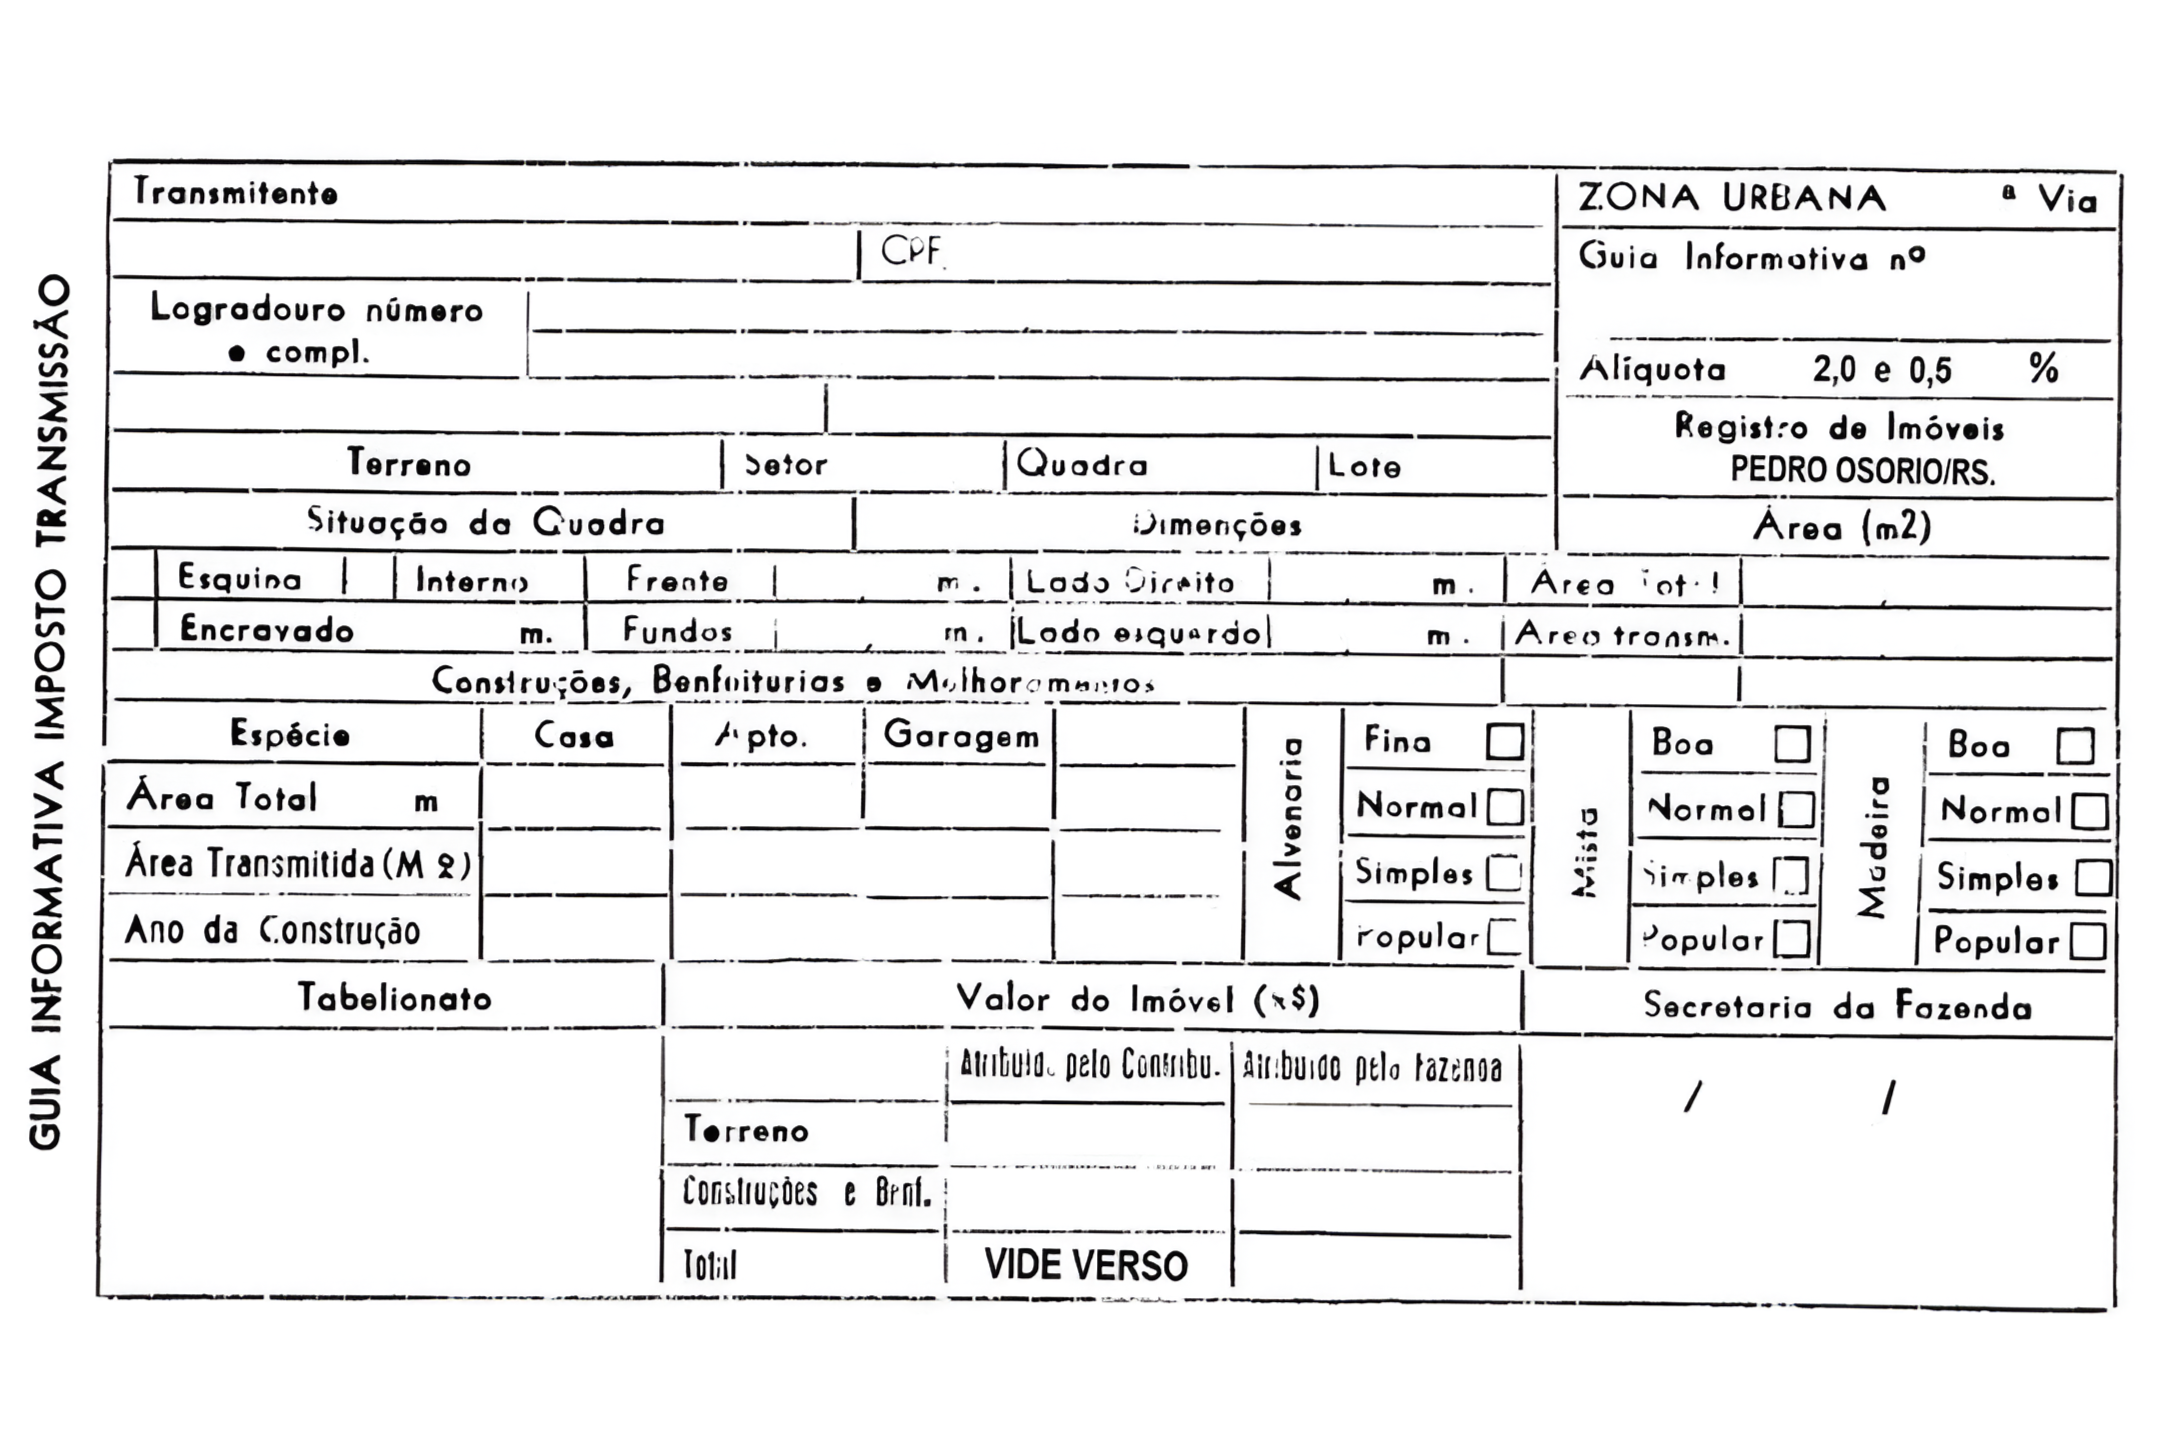 GUIA INFORMATIVA IMPOSTO TRANSMISSÃO
Transmitente
ZONA URBANA ª Via
CPF.
Guia Informativa nº
Logradouro número
e compl.
Alíquota 2,0 e 0,5 %
Registro de Imóveis
PEDRO OSORIO/RS.
Terreno Setor Quadra Lote
Situação da Quadra Dimenções Área (m2)
Esquina Interno Frente m. Lado Direito m. Área Total
Encravado m. Fundos m. Lado esquerdo m. Area transm.
Construções, Benfeiturias e Melhoramentos
Espécie Casa Apto. Garagem
Área Total m
Área Transmitida (M 2)
Ano da Construção
Alvenaria
Fina
Normal
Simples
Popular
Mista
Boa
Normal
Simples
Popular
Madeira
Boa
Normal
Simples
Popular
Tabelionato Valor do Imóvel (R$) Secretaria da Fazenda
Atribuido pelo Contribu. Atribuido pela Fazenda
/ /
Terreno
Construções e Benf.
Total VIDE VERSO